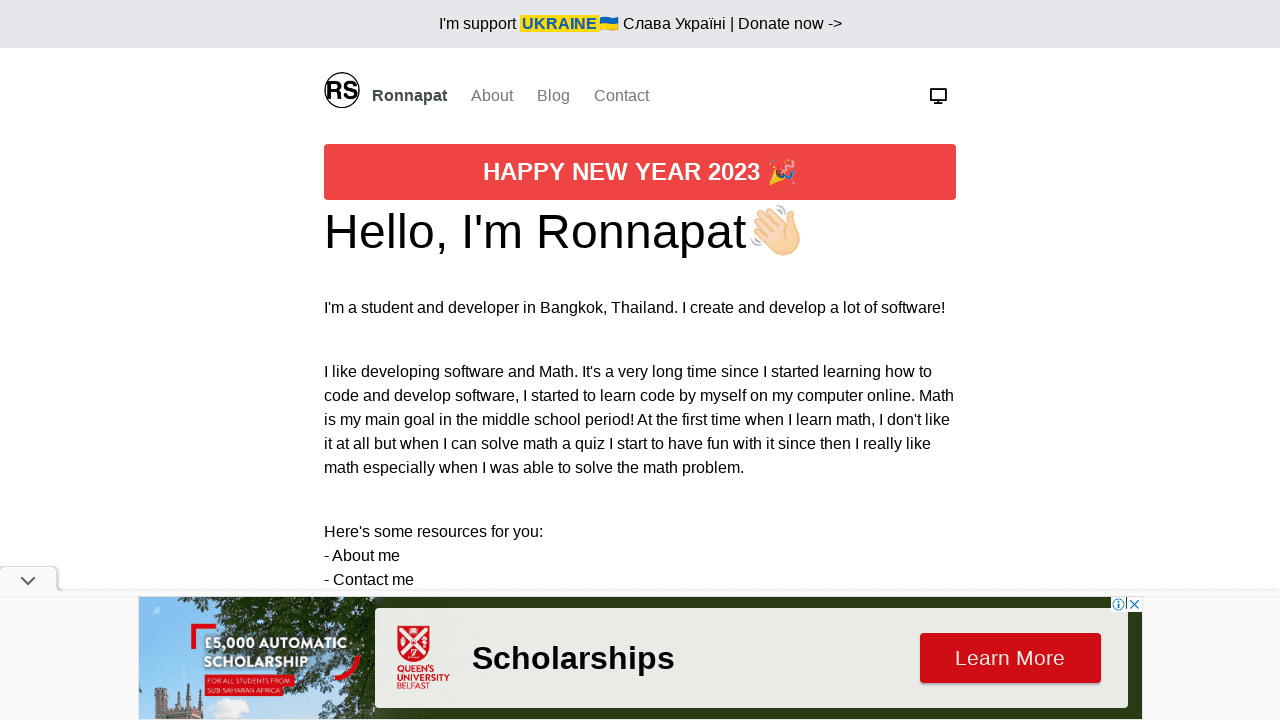 I'm support UKRAINE🇺🇦 Слава Україні | Donate now ->
RS Ronnapat About Blog Contact
HAPPY NEW YEAR 2023 🎉
Hello, I'm Ronnapat👋🏻
I'm a student and developer in Bangkok, Thailand. I create and develop a lot of software!
I like developing software and Math. It's a very long time since I started learning how to
code and develop software, I started to learn code by myself on my computer online. Math
is my main goal in the middle school period! At the first time when I learn math, I don't like
it at all but when I can solve math a quiz I start to have fun with it since then I really like
math especially when I was able to solve the math problem.
Here's some resources for you:
- About me
- Contact me
£5,000 AUTOMATIC
SCHOLARSHIP
FOR ALL STUDENTS FROM
SUB-SAHARAN AFRICA
QUEEN'S
UNIVERSITY
BELFAST
Scholarships
Learn More